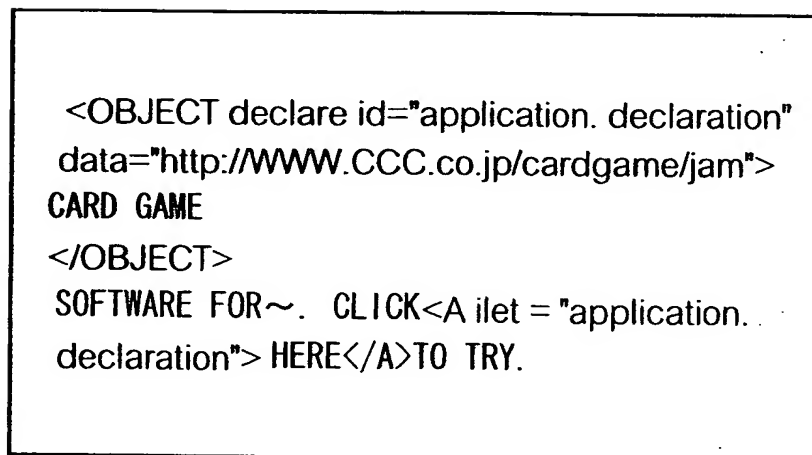 <OBJECT declare id="application. declaration"
data="http://WWW.CCC.co.jp/cardgame/jam">
CARD GAME
</OBJECT>
SOFTWARE FOR～. CLICK<A ilet = "application.
declaration"> HERE</A>TO TRY.